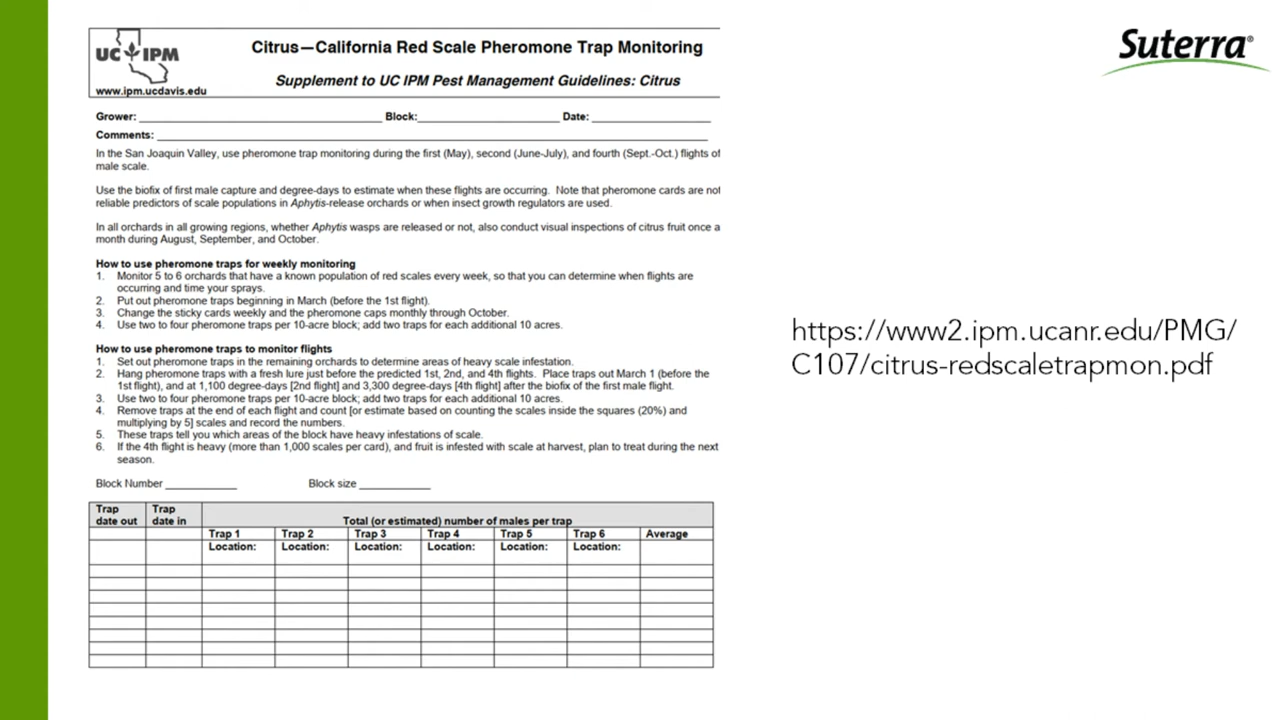 UC IPM
www.ipm.ucdavis.edu
Citrus—California Red Scale Pheromone Trap Monitoring
Supplement to UC IPM Pest Management Guidelines: Citrus
Suterra®
Grower: ________ Block: ________ Date: ________
Comments: ________
In the San Joaquin Valley, use pheromone trap monitoring during the first (May), second (June-July), and fourth (Sept.-Oct.) flights of
male scale.
Use the biofix of first male capture and degree-days to estimate when these flights are occurring. Note that pheromone cards are not
reliable predictors of scale populations in Aphytis-release orchards or when insect growth regulators are used.
In all orchards in all growing regions, whether Aphytis wasps are released or not, also conduct visual inspections of citrus fruit once a
month during August, September, and October.
How to use pheromone traps for weekly monitoring
1. Monitor 5 to 6 orchards that have a known population of red scales every week, so that you can determine when flights are
occurring and time your sprays.
2. Put out pheromone traps beginning in March (before the 1st flight).
3. Change the sticky cards weekly and the pheromone caps monthly through October.
4. Use two to four pheromone traps per 10-acre block; add two traps for each additional 10 acres.
How to use pheromone traps to monitor flights
1. Set out pheromone traps in the remaining orchards to determine areas of heavy scale infestation.
2. Hang pheromone traps with a fresh lure just before the predicted 1st, 2nd, and 4th flights. Place traps out March 1 (before the
1st flight), and at 1,100 degree-days [2nd flight] and 3,300 degree-days [4th flight] after the biofix of the first male flight.
3. Use two to four pheromone traps per 10-acre block; add two traps for each additional 10 acres.
4. Remove traps at the end of each flight and count [or estimate based on counting the scales inside the squares (20%) and
multiplying by 5] scales and record the numbers.
5. These traps tell you which areas of the block have heavy infestations of scale.
6. If the 4th flight is heavy (more than 1,000 scales per card), and fruit is infested with scale at harvest, plan to treat during the next
season.
Block Number ________ Block size ________
Trap date out Trap date in Total (or estimated) number of males per trap
Trap 1 Trap 2 Trap 3 Trap 4 Trap 5 Trap 6 Average
Location: Location: Location: Location: Location: Location:
https://www2.ipm.ucanr.edu/PMG/
C107/citrus-redscaletrapmon.pdf